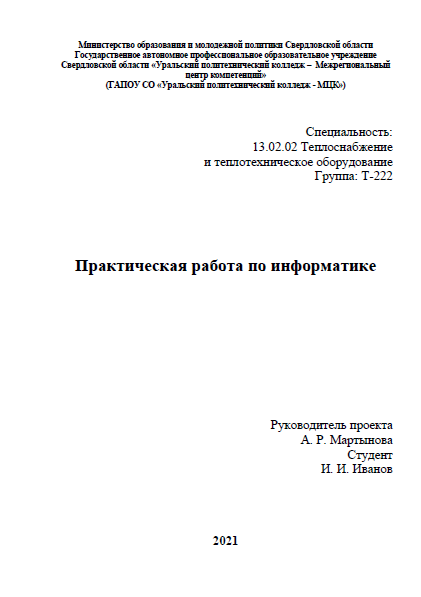 Министерство образования и молодежной политики Свердловской области
Государственное автономное профессиональное образовательное учреждение
Свердловской области «Уральский политехнический колледж – Межрегиональный
центр компетенций»
(ГАПОУ СО «Уральский политехнический колледж - МЦК»)
Специальность:
13.02.02 Теплоснабжение
и теплотехническое оборудование
Группа: Т-222
Практическая работа по информатике
Руководитель проекта
А. Р. Мартынова
Студент
И. И. Иванов
2021